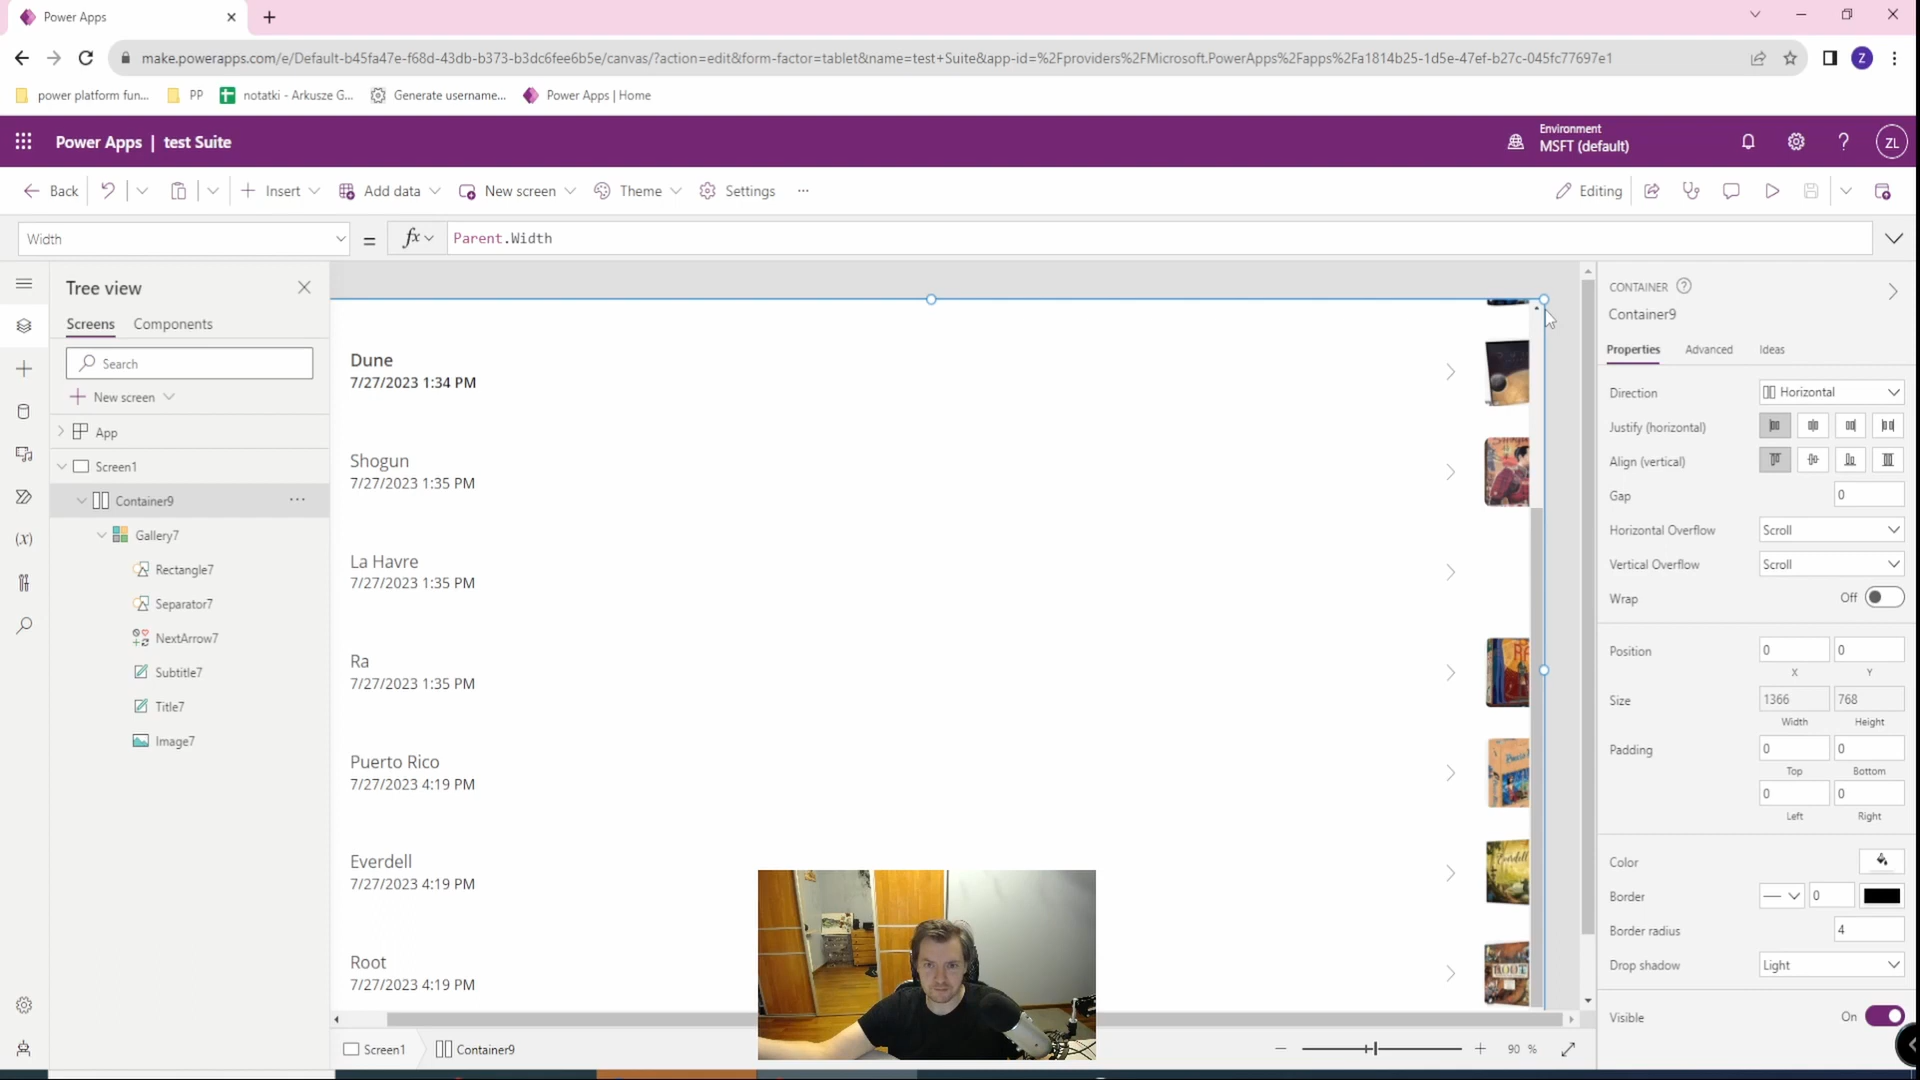 Power Apps
make.powerapps.com/e/Default-b45fa47e-f68d-43db-b373-b3dc6fee6b5e/canvas/?action=edit&form-factor=tablet&name=test+Suite&app-id=%2Fproviders%2FMicrosoft.PowerApps%2Fapps%2Fa1814b25-1d5e-47ef-b27c-045fc77697e1
Z
power platform fun...
PP
notatki - Arkusze G...
Generate username...
Power Apps | Home
Power Apps | test Suite
Environment
MSFT (default)
ZL
Back
Insert
Add data
New screen
Theme
Settings
Editing
Width
=
fx
Parent.Width
Tree view
Screens
Components
Search
New screen
App
Screen1
Container9
Gallery7
Rectangle7
Separator7
NextArrow7
Subtitle7
Title7
Image7
Dune
7/27/2023 1:34 PM
Shogun
7/27/2023 1:35 PM
La Havre
7/27/2023 1:35 PM
Ra
7/27/2023 1:35 PM
Puerto Rico
7/27/2023 4:19 PM
Everdell
7/27/2023 4:19 PM
Root
7/27/2023 4:19 PM
Everdell
ROOT
Screen1
Container9
90 %
CONTAINER
Container9
Properties
Advanced
Ideas
Direction
Horizontal
Justify (horizontal)
Align (vertical)
Gap
0
Horizontal Overflow
Scroll
Vertical Overflow
Scroll
Wrap
Off
Position
0
0
X
Y
Size
1366
768
Width
Height
Padding
0
0
Top
Bottom
0
0
Left
Right
Color
Border
0
Border radius
4
Drop shadow
Light
Visible
On